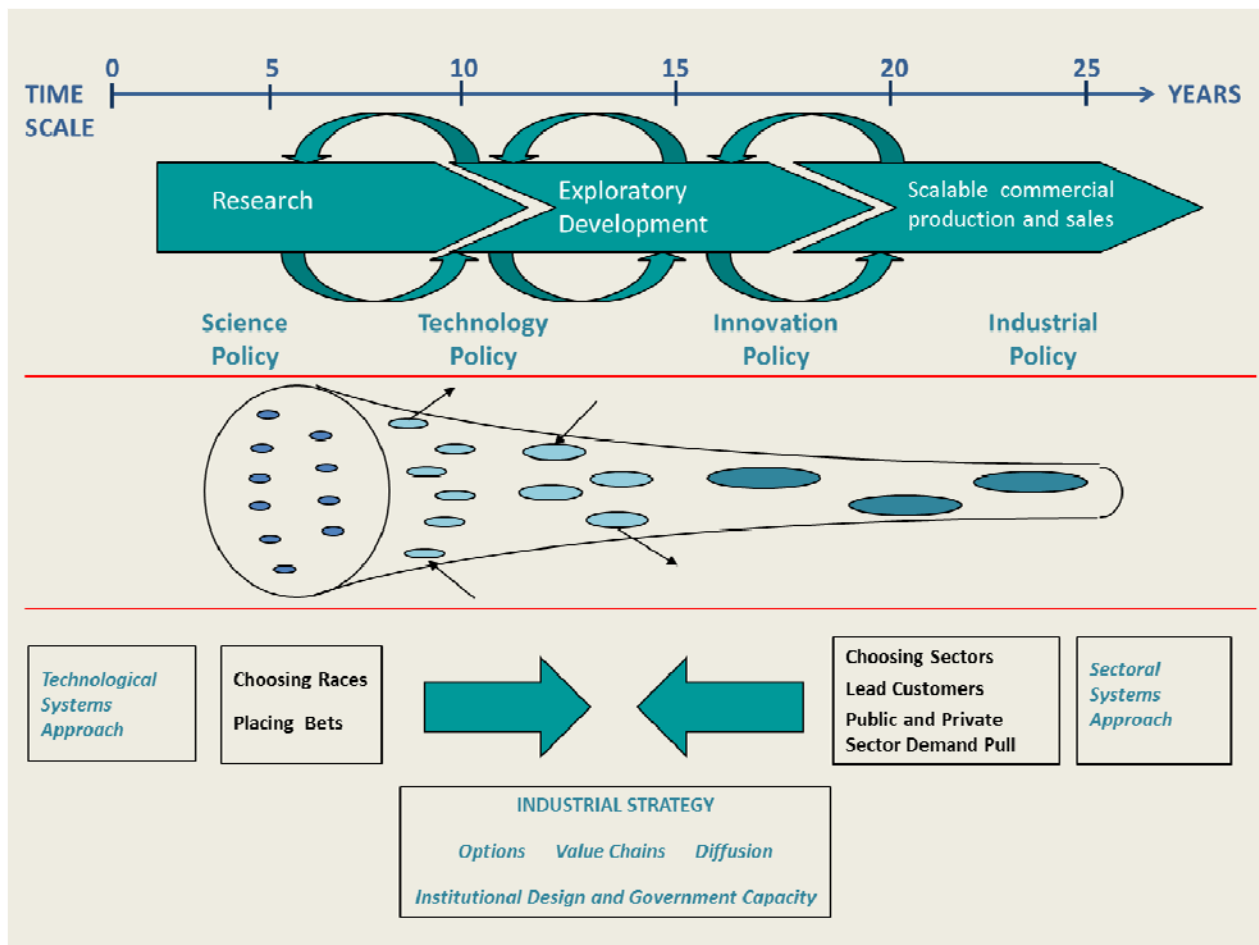 0 5 10 15 20 25
TIME
SCALE
YEARS
Research
Exploratory
Development
Scalable commercial
production and sales
Science
Policy
Technology
Policy
Innovation
Policy
Industrial
Policy
Technological
Systems
Approach
Choosing Races
Placing Bets
Choosing Sectors
Lead Customers
Public and Private
Sector Demand Pull
Sectoral
Systems
Approach
INDUSTRIAL STRATEGY
Options Value Chains Diffusion
Institutional Design and Government Capacity